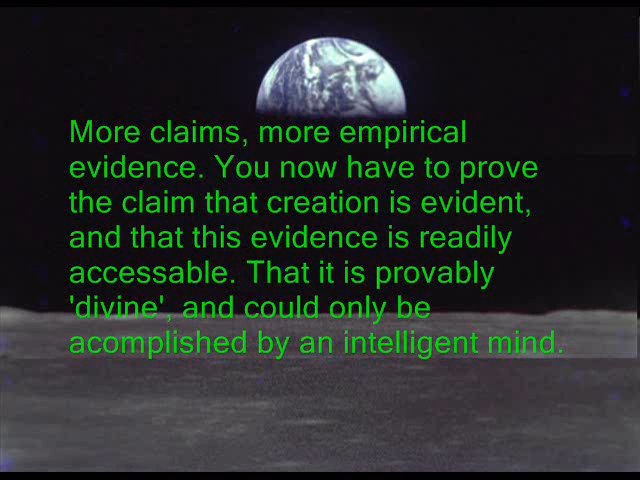 More claims, more empirical
evidence. You now have to prove
the claim that creation is evident,
and that this evidence is readily
accessable. That it is provably
'divine', and could only be
acomplished by an intelligent mind.